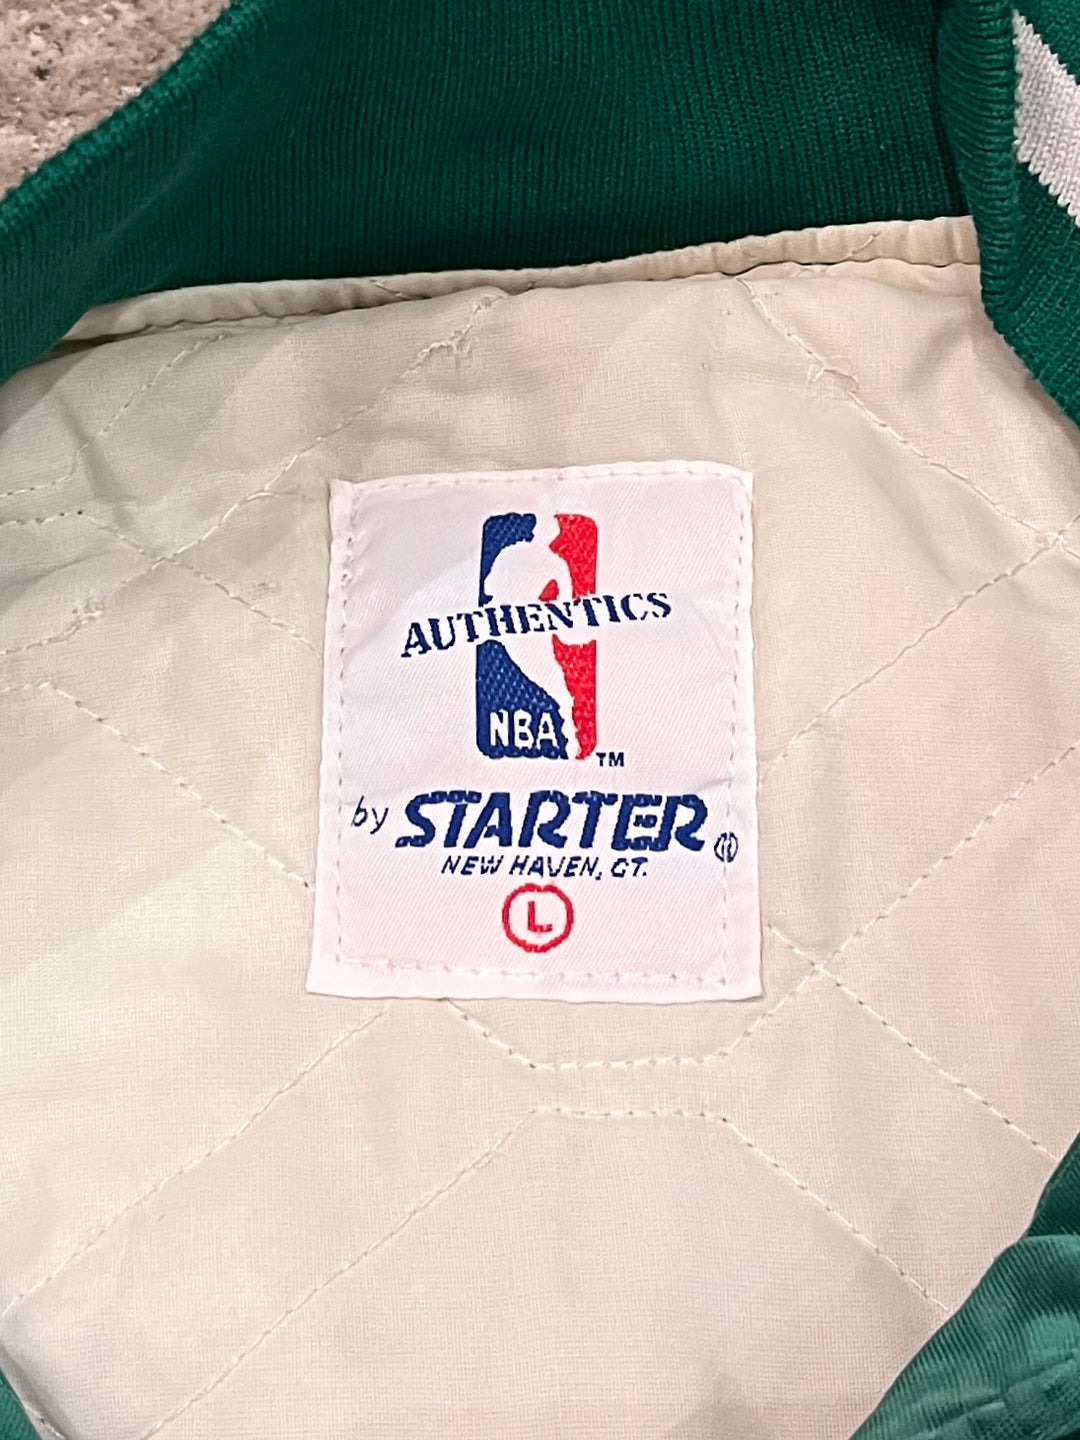 AUTHENTICS
NBA TM
by STARTER ®
NEW HAVEN, CT.
L